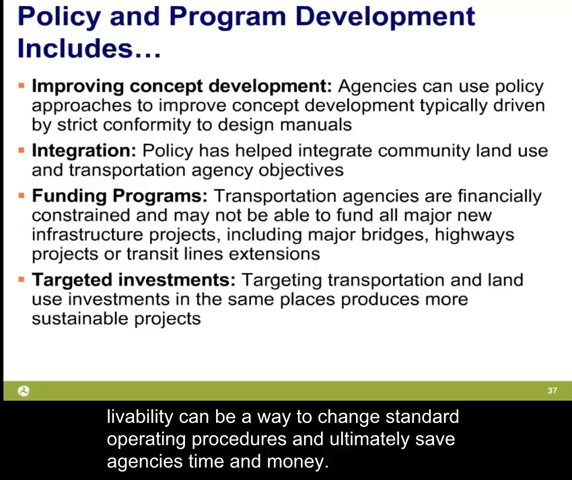 Policy and Program Development
Includes…
Improving concept development: Agencies can use policy
approaches to improve concept development typically driven
by strict conformity to design manuals
Integration: Policy has helped integrate community land use
and transportation agency objectives
Funding Programs: Transportation agencies are financially
constrained and may not be able to fund all major new
infrastructure projects, including major bridges, highways
projects or transit lines extensions
Targeted investments: Targeting transportation and land
use investments in the same places produces more
sustainable projects
37
livability can be a way to change standard
operating procedures and ultimately save
agencies time and money.